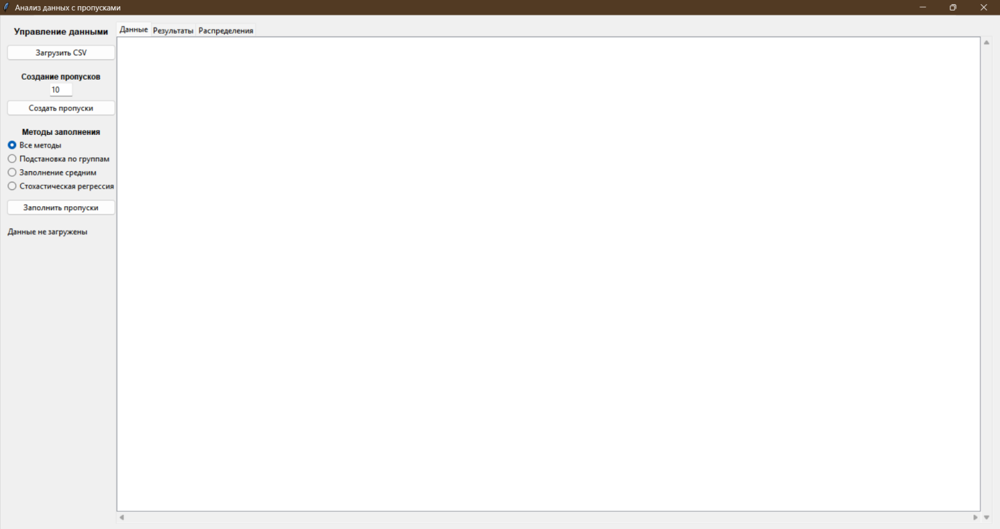 Анализ данных с пропусками
Управление данными
Загрузить CSV
Создание пропусков
10
Создать пропуски
Методы заполнения
Все методы
Подстановка по группам
Заполнение средним
Стохастическая регрессия
Заполнить пропуски
Данные не загружены
Данные Результаты Распределения